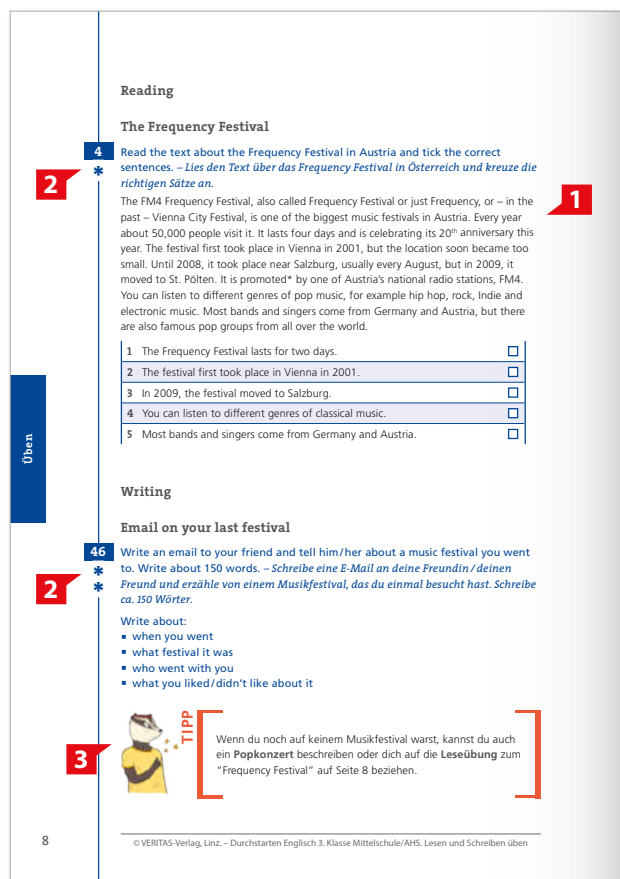 Reading
The Frequency Festival
4
Read the text about the Frequency Festival in Austria and tick the correct
*
sentences. – Lies den Text über das Frequency Festival in Österreich und kreuze die
2
richtigen Sätze an.
1
The FM4 Frequency Festival, also called Frequency Festival or just Frequency, or – in the
past – Vienna City Festival, is one of the biggest music festivals in Austria. Every year
about 50,000 people visit it. It lasts four days and is celebrating its 20th anniversary this
year. The festival first took place in Vienna in 2001, but the location soon became too
small. Until 2008, it took place near Salzburg, usually every August, but in 2009, it
moved to St. Pölten. It is promoted* by one of Austria's national radio stations, FM4.
You can listen to different genres of pop music, for example hip hop, rock, Indie and
electronic music. Most bands and singers come from Germany and Austria, but there
are also famous pop groups from all over the world.
1 The Frequency Festival lasts for two days.
2 The festival first took place in Vienna in 2001.
3 In 2009, the festival moved to Salzburg.
4 You can listen to different genres of classical music.
5 Most bands and singers come from Germany and Austria.
Üben
Writing
Email on your last festival
46
Write an email to your friend and tell him/her about a music festival you went
*
to. Write about 150 words. – Schreibe eine E-Mail an deine Freundin/deinen
2
*
Freund und erzähle von einem Musikfestival, das du einmal besucht hast. Schreibe
ca. 150 Wörter.
Write about:
▪ when you went
▪ what festival it was
▪ who went with you
▪ what you liked/didn't like about it
TIPP
3
Wenn du noch auf keinem Musikfestival warst, kannst du auch
ein Popkonzert beschreiben oder dich auf die Leseübung zum
"Frequency Festival" auf Seite 8 beziehen.
8
© VERITAS-Verlag, Linz. – Durchstarten Englisch 3. Klasse Mittelschule/AHS. Lesen und Schreiben üben